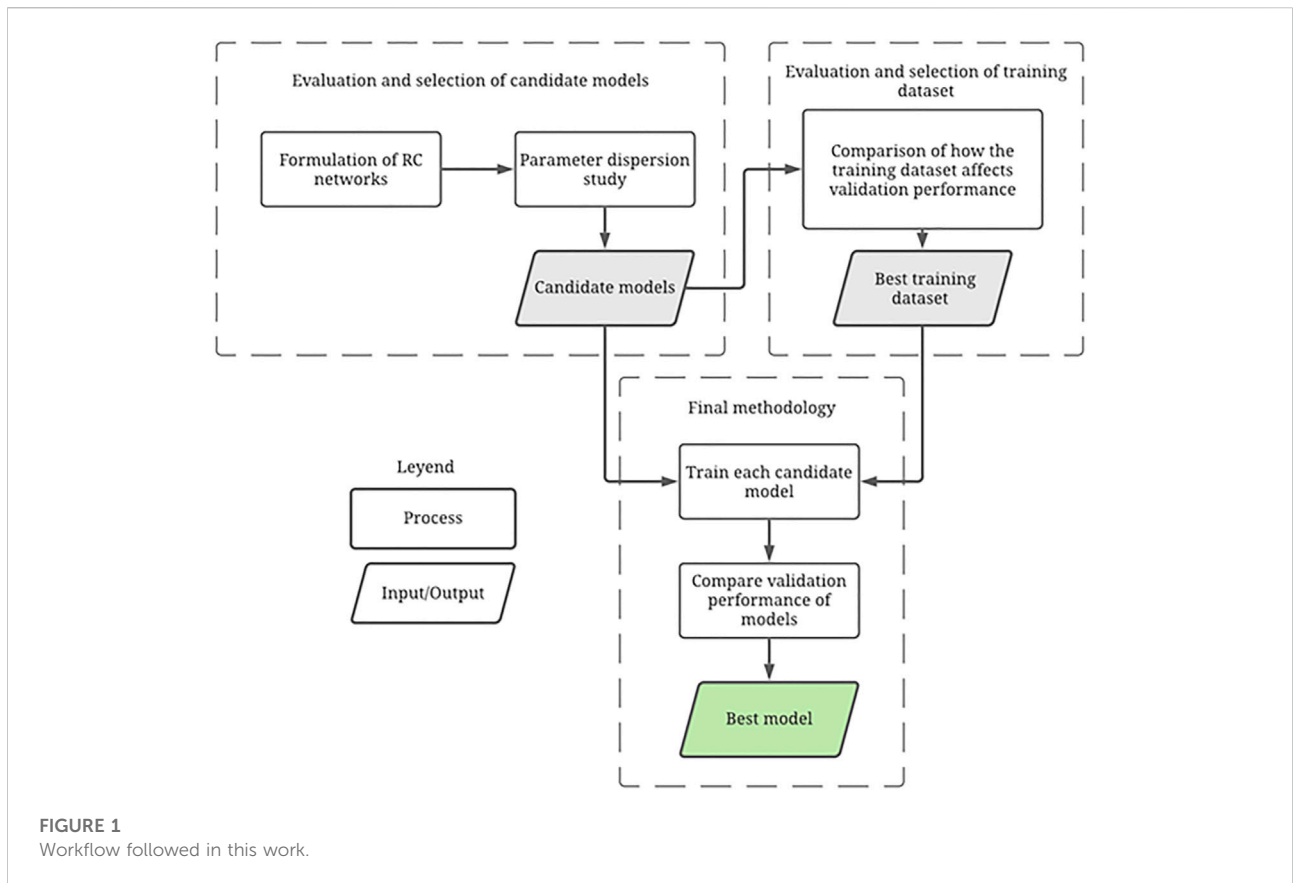 Evaluation and selection of candidate models
Formulation of RC
networks
Parameter dispersion
study
Candidate models
Evaluation and selection of training
dataset
Comparison of how the
training dataset affects
validation performance
Best training
dataset
Final methodology
Train each candidate
model
Compare validation
performance of
models
Best model
Leyend
Process
Input/Output
FIGURE 1
Workflow followed in this work.